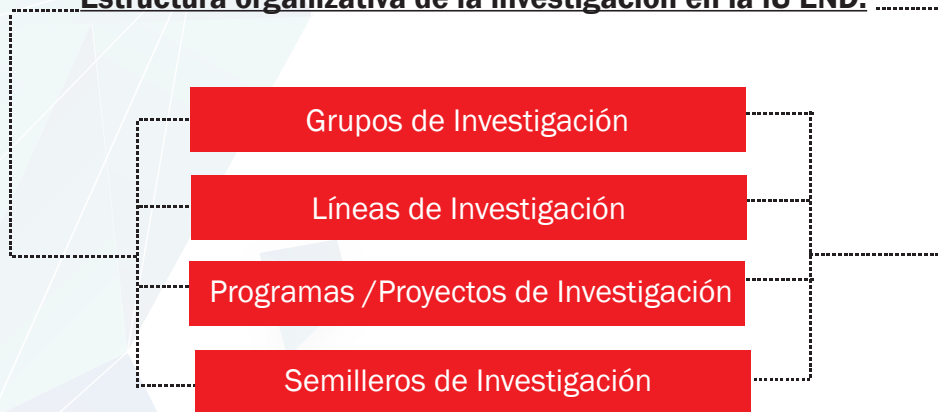 Estructura organizativa de la investigación en la IU END.
Grupos de Investigación
Líneas de Investigación
Programas /Proyectos de Investigación
Semilleros de Investigación